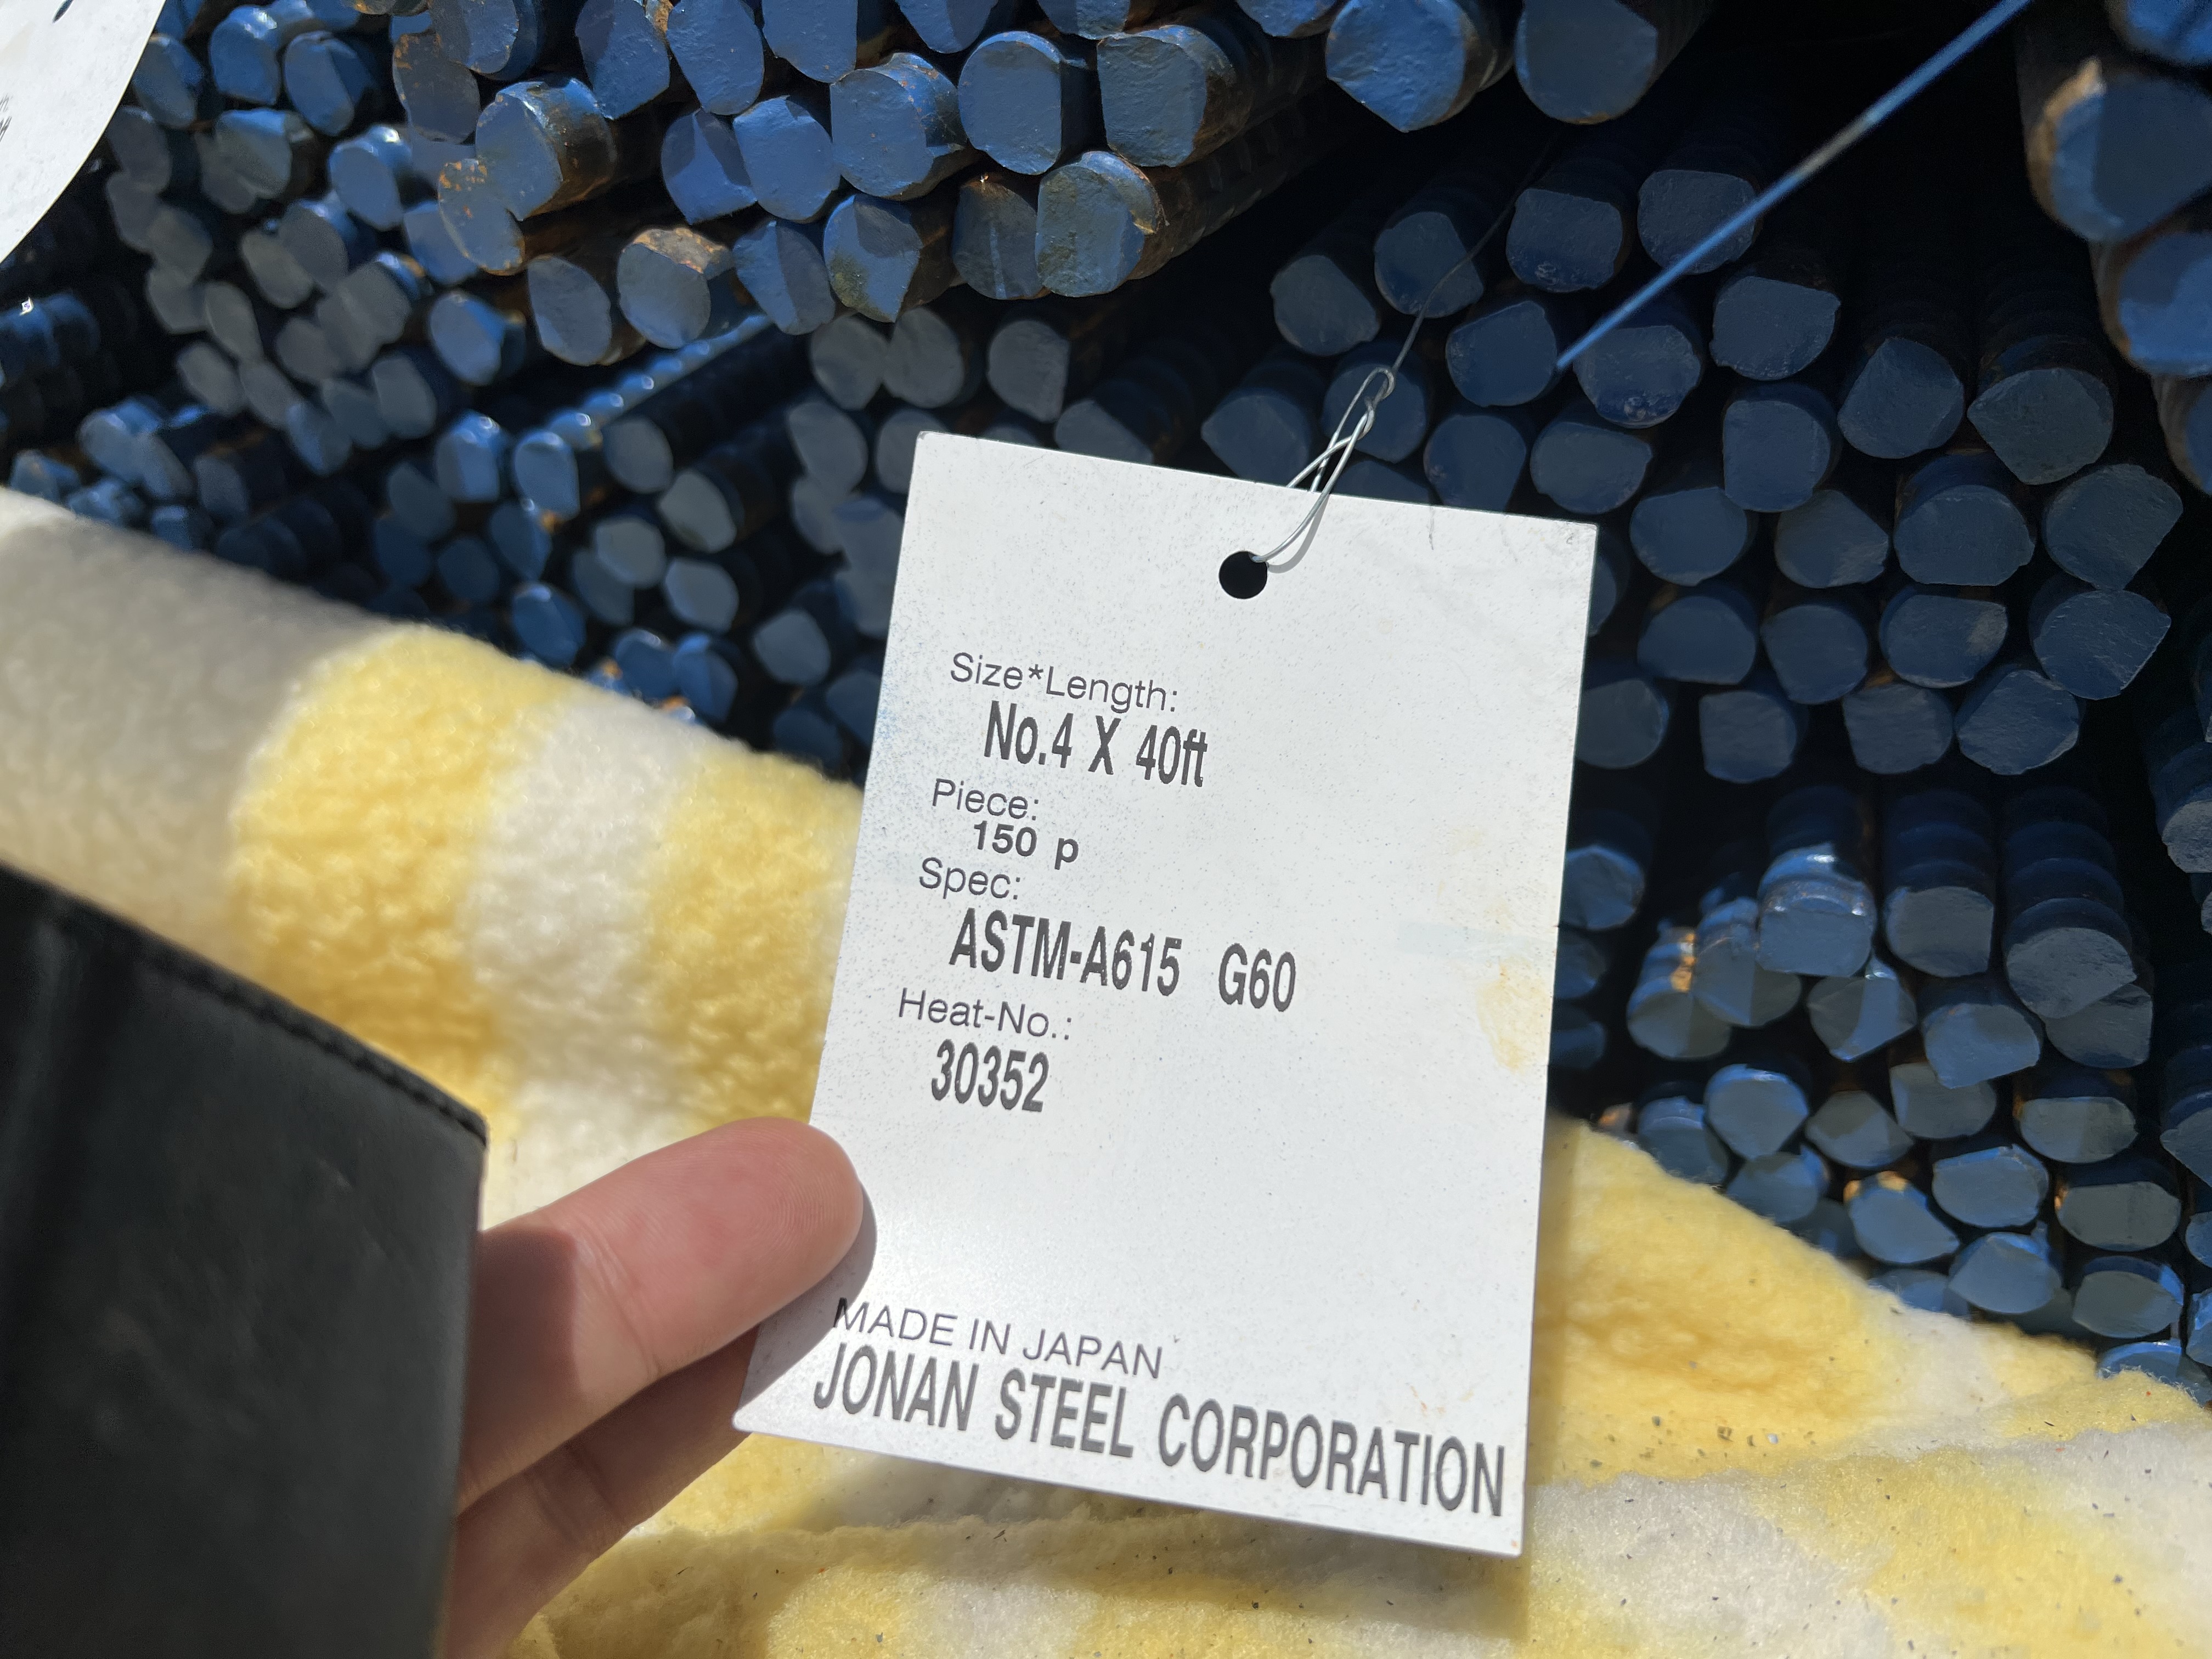 Size*Length:
No.4 X 40ft
Piece:
150 p
Spec:
ASTM-A615 G60
Heat-No.:
30352
MADE IN JAPAN
JONAN STEEL CORPORATION